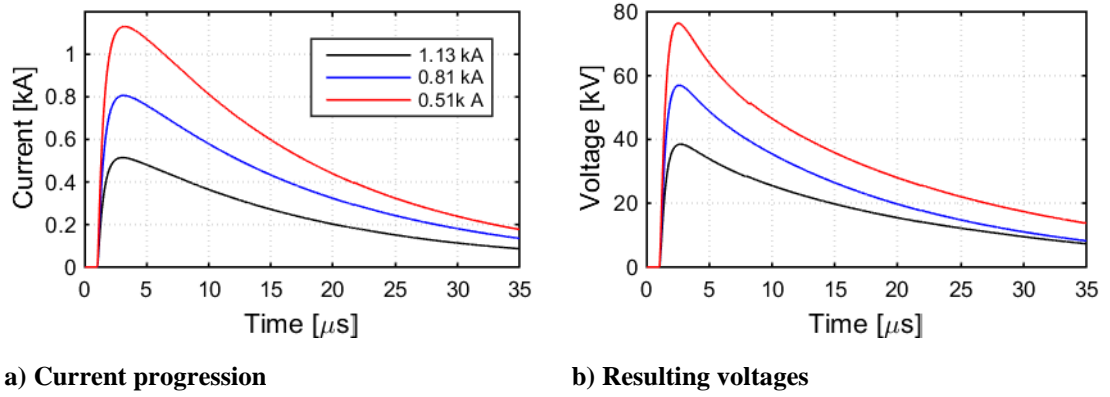 1
0.8
0.6
0.4
0.2
0
Current [kA]
1.13 kA
0.81 kA
0.51k A
0 5 10 15 20 25 30 35
Time [μs]
80
60
40
20
0
Voltage [kV]
0 5 10 15 20 25 30 35
Time [μs]
a) Current progression
b) Resulting voltages